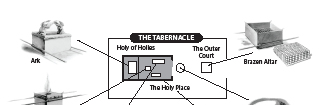 THE TABERNACLE
Holy of Holies
The Outer
Court
Ark
Brazen Altar
The Holy Place